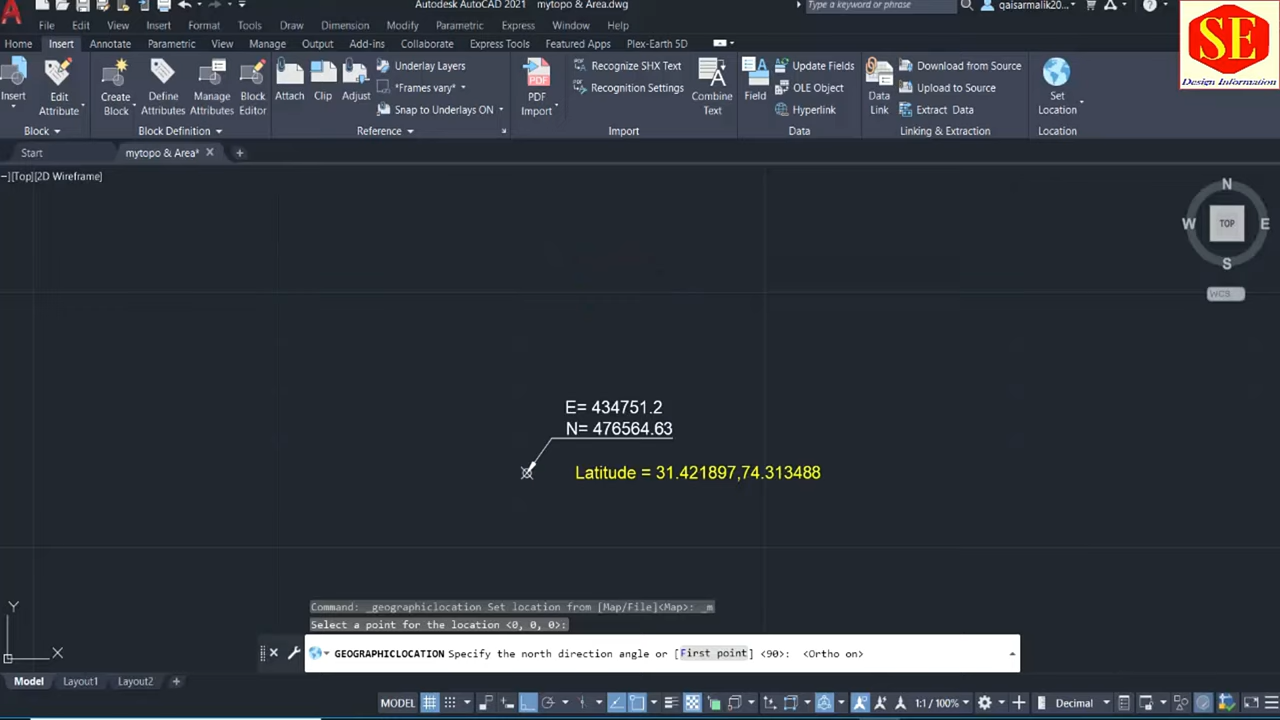 Autodesk AutoCAD 2021 mytopo & Area.dwg
Type a keyword or phrase
qaisarmalik20...
SE
Design Information
File Edit View Insert Format Tools Draw Dimension Modify Parametric Express Window Help
Home Insert Annotate Parametric View Manage Output Add-ins Collaborate Express Tools Featured Apps Plex-Earth 5D
Insert
Edit Attribute
Create Block
Define Attributes
Manage Attributes
Block Editor
Attach
Clip
Adjust
Underlay Layers
*Frames vary*
Snap to Underlays ON
PDF Import
Recognize SHX Text
Recognition Settings
Combine Text
Field
Update Fields
OLE Object
Hyperlink
Data Link
Download from Source
Upload to Source
Extract Data
Set Location
Block Block Definition Reference Import Data Linking & Extraction Location
Start mytopo & Area*
−][Top][2D Wireframe]
N
W TOP E
S
WCS
E= 434751.2
N= 476564.63
Latitude = 31.421897,74.313488
Y
X
Command: _geographiclocation Set location from [Map/File]<Map>: _m
Select a point for the location <0, 0, 0>:
GEOGRAPHICLOCATION Specify the north direction angle or [First point] <90>: <Ortho on>
Model Layout1 Layout2 +
MODEL 1:1 / 100% Decimal